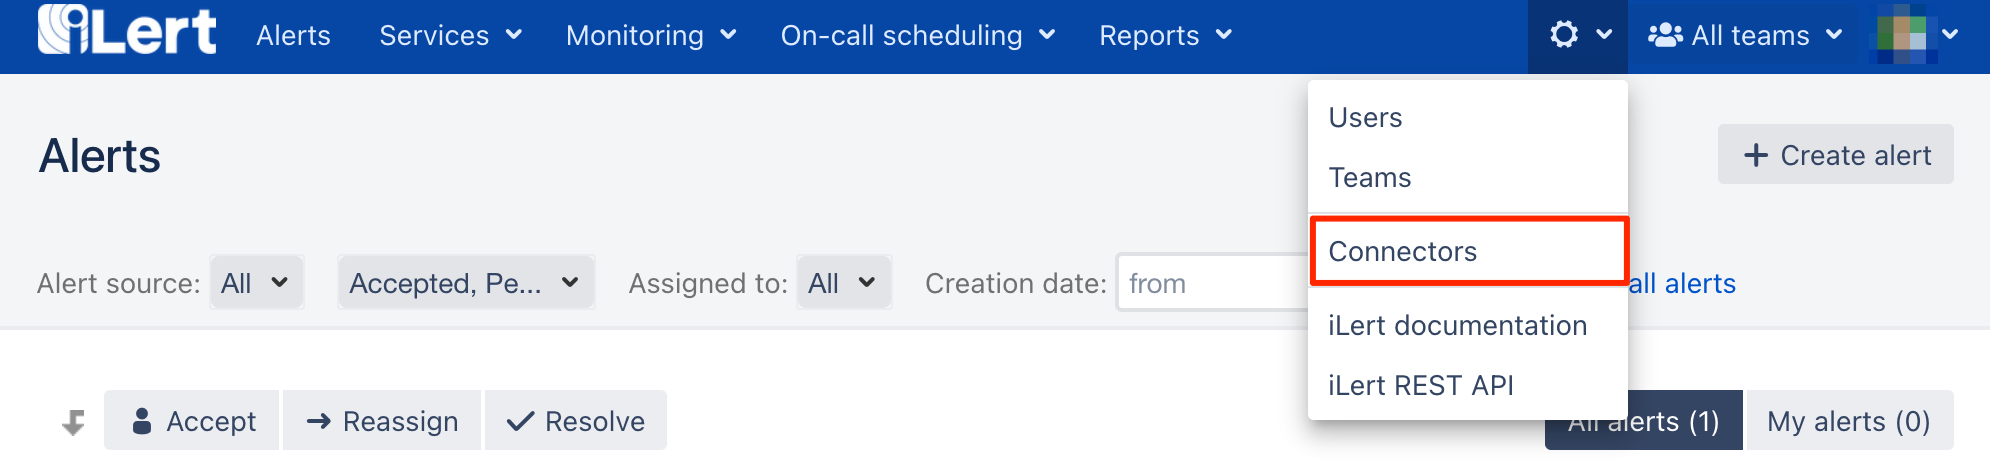 iLert Alerts Services Monitoring On-call scheduling Reports All teams
Users
Alerts
Create alert
Teams
Connectors
Alert source: All Accepted, Pe... Assigned to: All Creation date: from all alerts
iLert documentation
iLert REST API
Accept Reassign Resolve All alerts (1) My alerts (0)